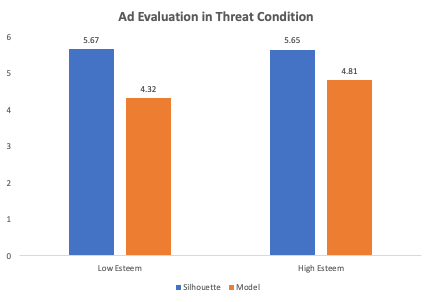 Ad Evaluation in Threat Condition
6
5
4
3
2
1
0
5.67
4.32
5.65
4.81
Low Esteem
High Esteem
Silhouette Model